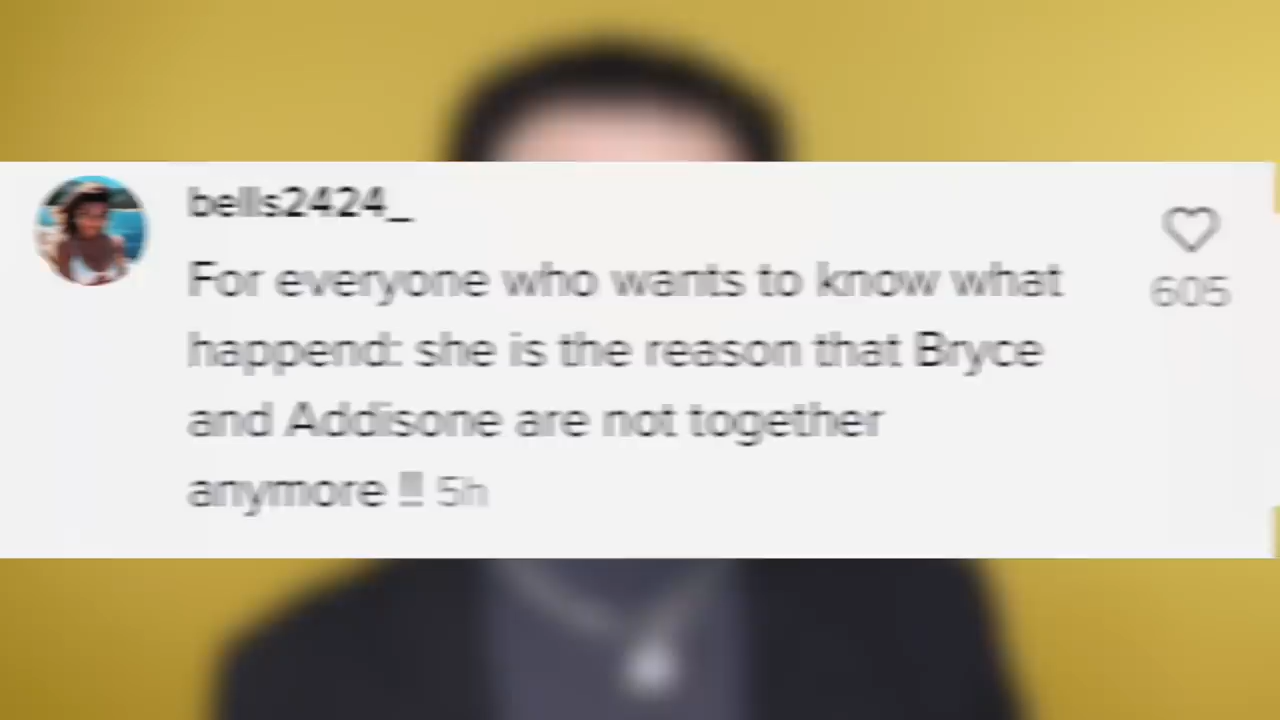 bells2424_
For everyone who wants to know what
happend: she is the reason that Bryce
and Addisone are not together
anymore !! 5h
605